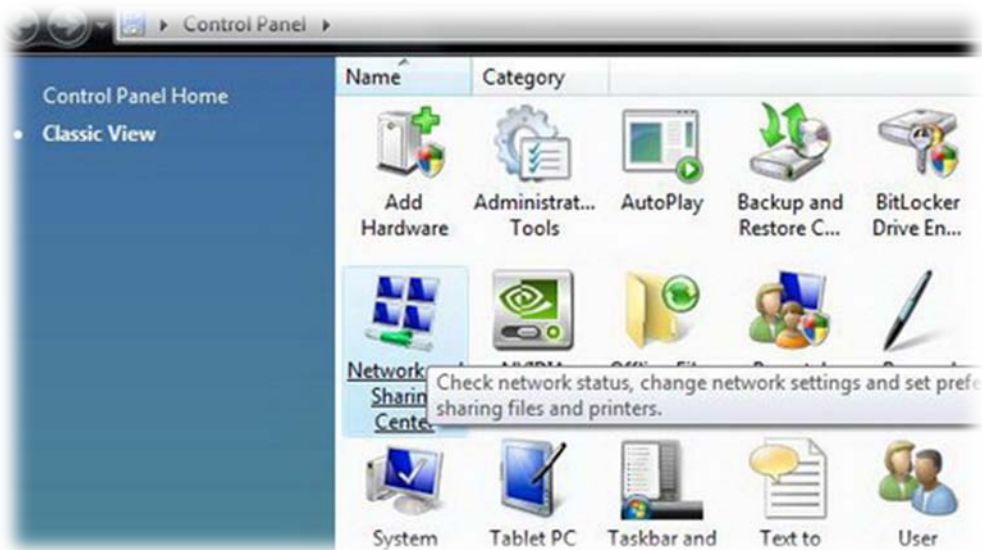 Control Panel
Control Panel Home
Classic View
Name Category
Add Hardware
Administrat... Tools
AutoPlay
Backup and Restore C...
BitLocker Drive En...
Network
Sharin
Center
Check network status, change network settings and set prefe
sharing files and printers.
System
Tablet PC
Taskbar and
Text to
User